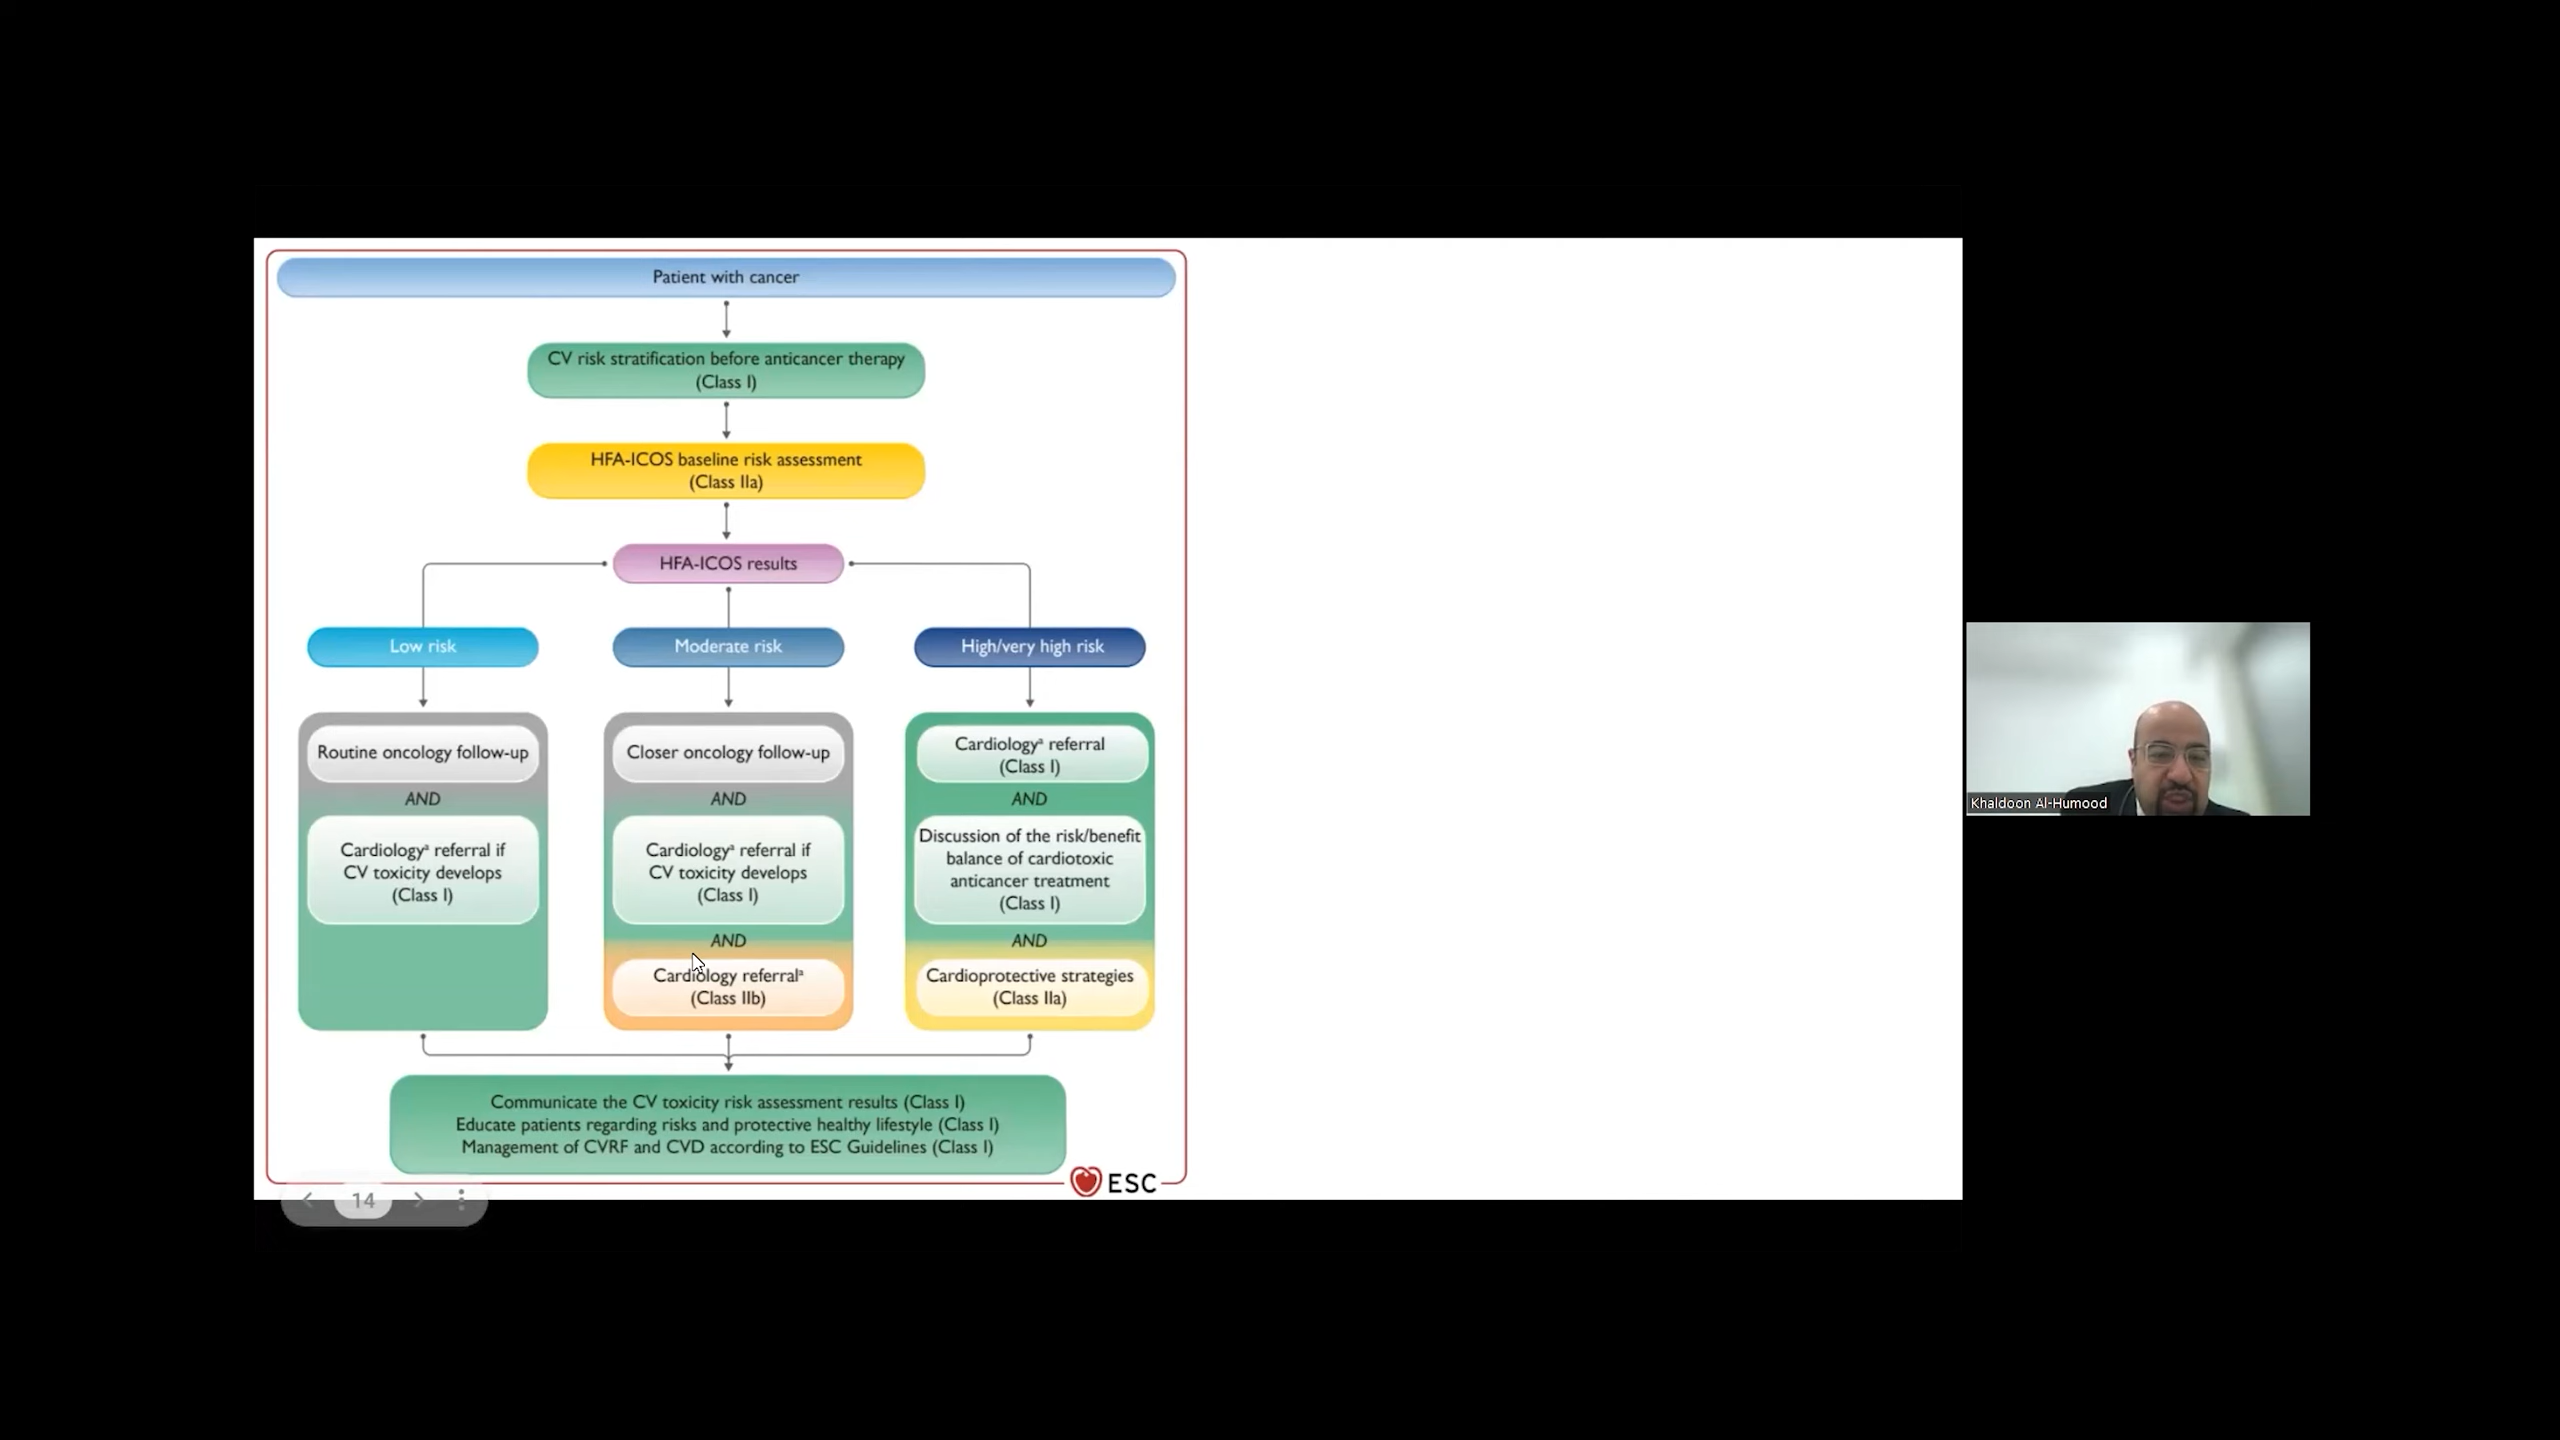 Patient with cancer
CV risk stratification before anticancer therapy
(Class I)
HFA-ICOS baseline risk assessment
(Class IIa)
HFA-ICOS results
Low risk
Moderate risk
High/very high risk
Routine oncology follow-up
AND
Cardiologyª referral if
CV toxicity develops
(Class I)
Closer oncology follow-up
AND
Cardiologyª referral if
CV toxicity develops
(Class I)
AND
Cardiology referralª
(Class IIb)
Cardiologyª referral
(Class I)
AND
Discussion of the risk/benefit
balance of cardiotoxic
anticancer treatment
(Class I)
AND
Cardioprotective strategies
(Class IIa)
Communicate the CV toxicity risk assessment results (Class I)
Educate patients regarding risks and protective healthy lifestyle (Class I)
Management of CVRF and CVD according to ESC Guidelines (Class I)
ESC
14
Khaldoon Al-Humood